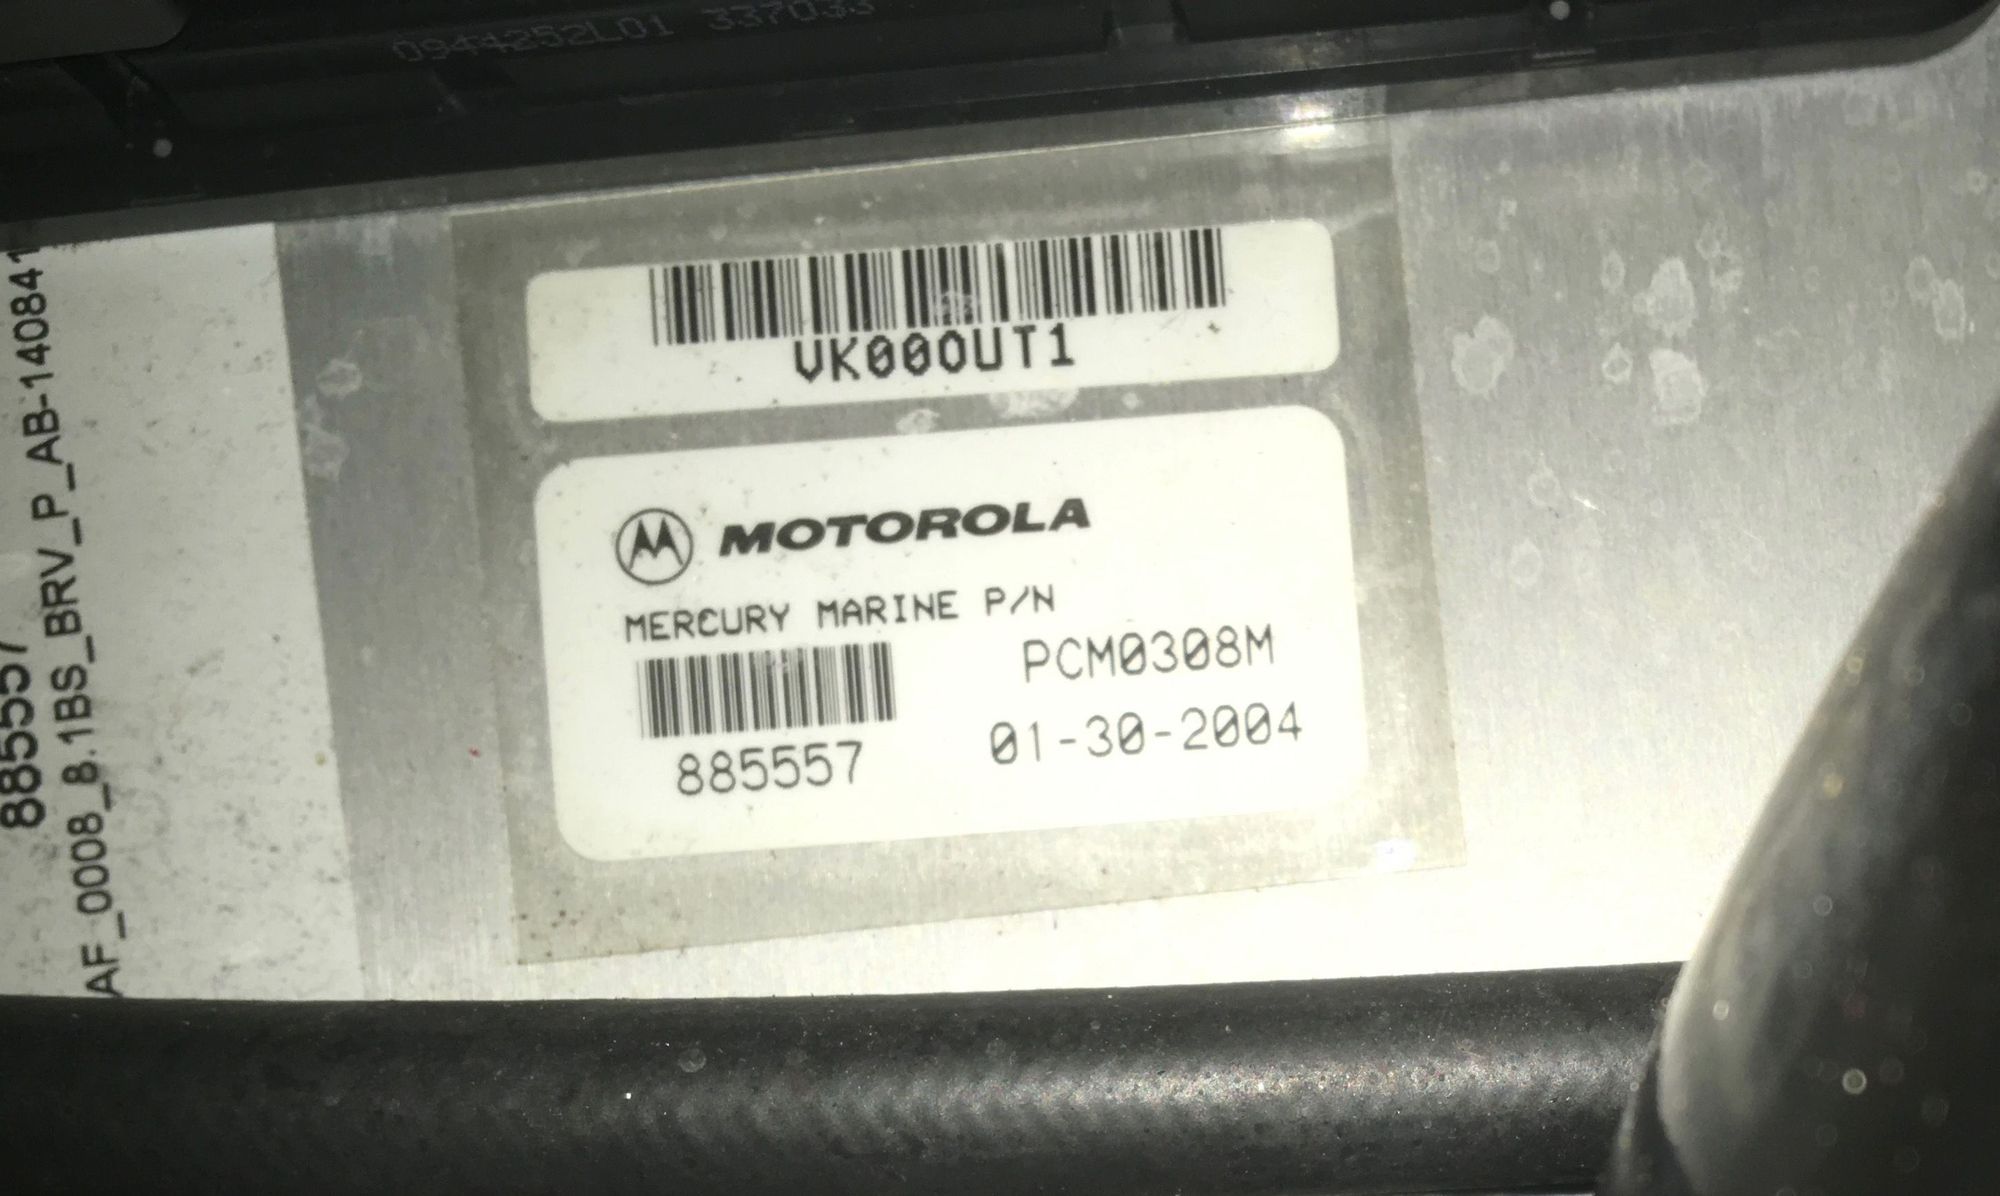 0944252L01 337033
VK000UT1
MOTOROLA
MERCURY MARINE P/N
PCM0308M
885557
01-30-2004
885557
AF_0008_8.1BS_BRV_P_AB-140841